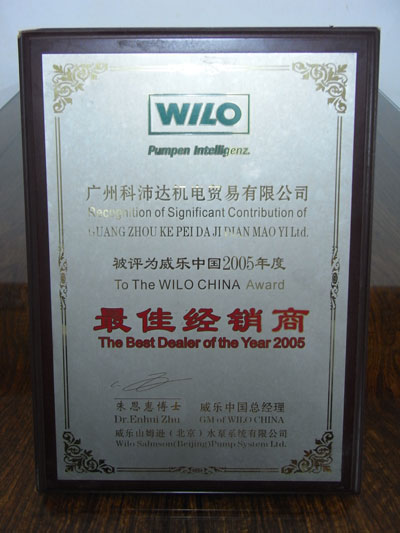 WILO
Pumpen Intelligenz.
广州科沛达机电贸易有限公司
Recognition of Significant Contribution of
GUANG ZHOU KE PEI DA JI DIAN MAO YI Ltd.
被评为威乐中国2005年度
To The WILO CHINA Award
最佳经销商
The Best Dealer of the Year 2005
朱恩惠博士 威乐中国总经理
Dr.Enhui Zhu GM of WILO CHINA
威乐山姆逊（北京）水泵系统有限公司
Wilo Salmson(Beijing)Pump System Ltd.